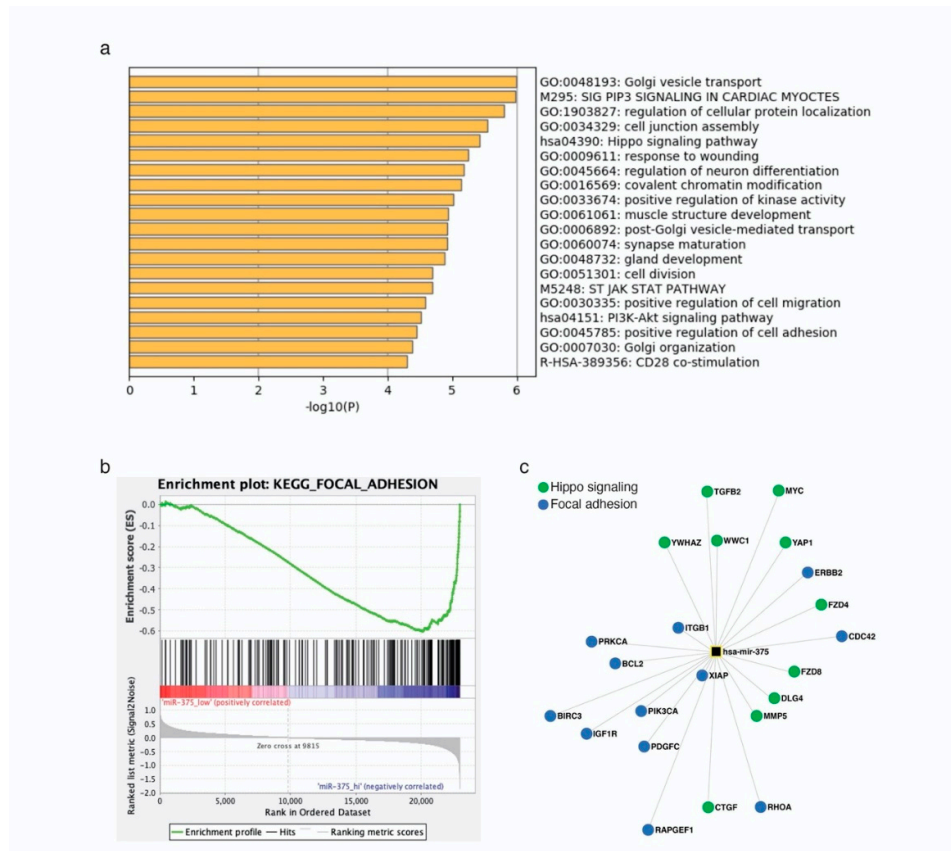 a
GO:0048193: Golgi vesicle transport
M295: SIG PIP3 SIGNALING IN CARDIAC MYOCTES
GO:1903827: regulation of cellular protein localization
GO:0034329: cell junction assembly
hsa04390: Hippo signaling pathway
GO:0009611: response to wounding
GO:0045664: regulation of neuron differentiation
GO:0016569: covalent chromatin modification
GO:0033674: positive regulation of kinase activity
GO:0061061: muscle structure development
GO:0006892: post-Golgi vesicle-mediated transport
GO:0060074: synapse maturation
GO:0048732: gland development
GO:0051301: cell division
M5248: ST JAK STAT PATHWAY
GO:0030335: positive regulation of cell migration
hsa04151: PI3K-Akt signaling pathway
GO:0045785: positive regulation of cell adhesion
GO:0007030: Golgi organization
R-HSA-389356: CD28 co-stimulation
0 1 2 3 4 5 6
-log10(P)
b
Enrichment plot: KEGG_FOCAL_ADHESION
Enrichment score (ES)
0.0
-0.1
-0.2
-0.3
-0.4
-0.5
-0.6
'miR-375_low' (positively correlated)
Ranked list metric (Signal2Noise)
1.0
0.5
0.0
-0.5
-1.0
-1.5
-2.0
Zero cross at 9815
'miR-375_hi' (negatively correlated)
0 5,000 10,000 15,000 20,000
Rank in Ordered Dataset
Enrichment profile Hits Ranking metric scores
c
Hippo signaling
Focal adhesion
TGFB2
MYC
YWHAZ
WWC1
YAP1
ERBB2
FZD4
ITGB1
CDC42
PRKCA
hsa-mir-375
BCL2
FZD8
XIAP
DLG4
PIK3CA
MMP5
BIRC3
IGF1R
PDGFC
CTGF
RHOA
RAPGEF1